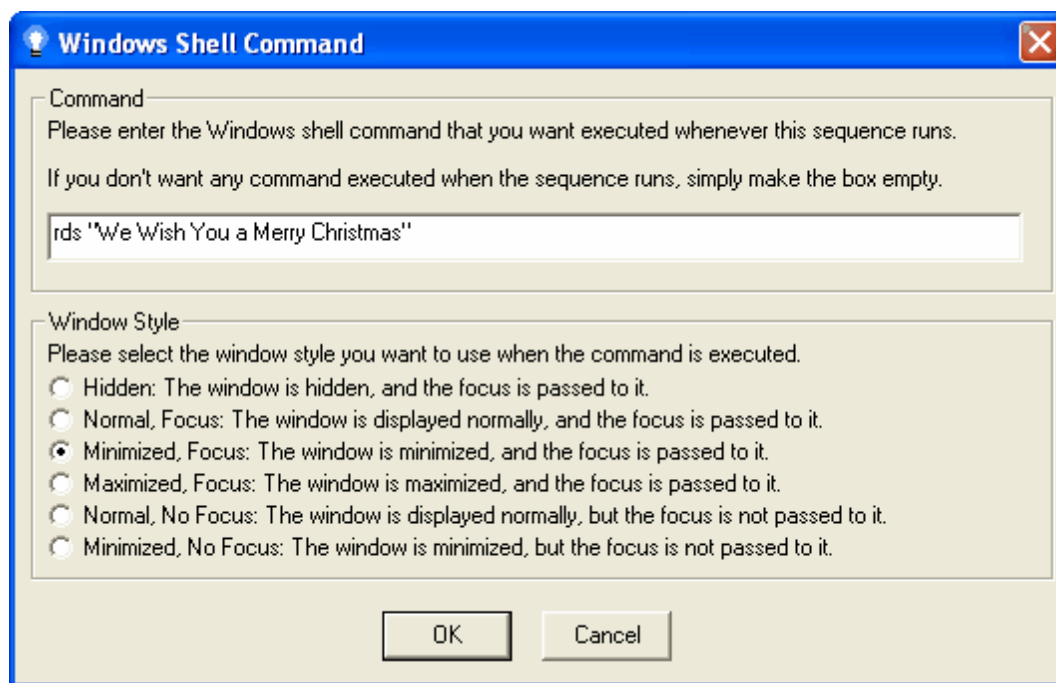 Windows Shell Command
Command
Please enter the Windows shell command that you want executed whenever this sequence runs.
If you don't want any command executed when the sequence runs, simply make the box empty.
rds "We Wish You a Merry Christmas"
Window Style
Please select the window style you want to use when the command is executed.
Hidden: The window is hidden, and the focus is passed to it.
Normal, Focus: The window is displayed normally, and the focus is passed to it.
Minimized, Focus: The window is minimized, and the focus is passed to it.
Maximized, Focus: The window is maximized, and the focus is passed to it.
Normal, No Focus: The window is displayed normally, but the focus is not passed to it.
Minimized, No Focus: The window is minimized, but the focus is not passed to it.
OK Cancel